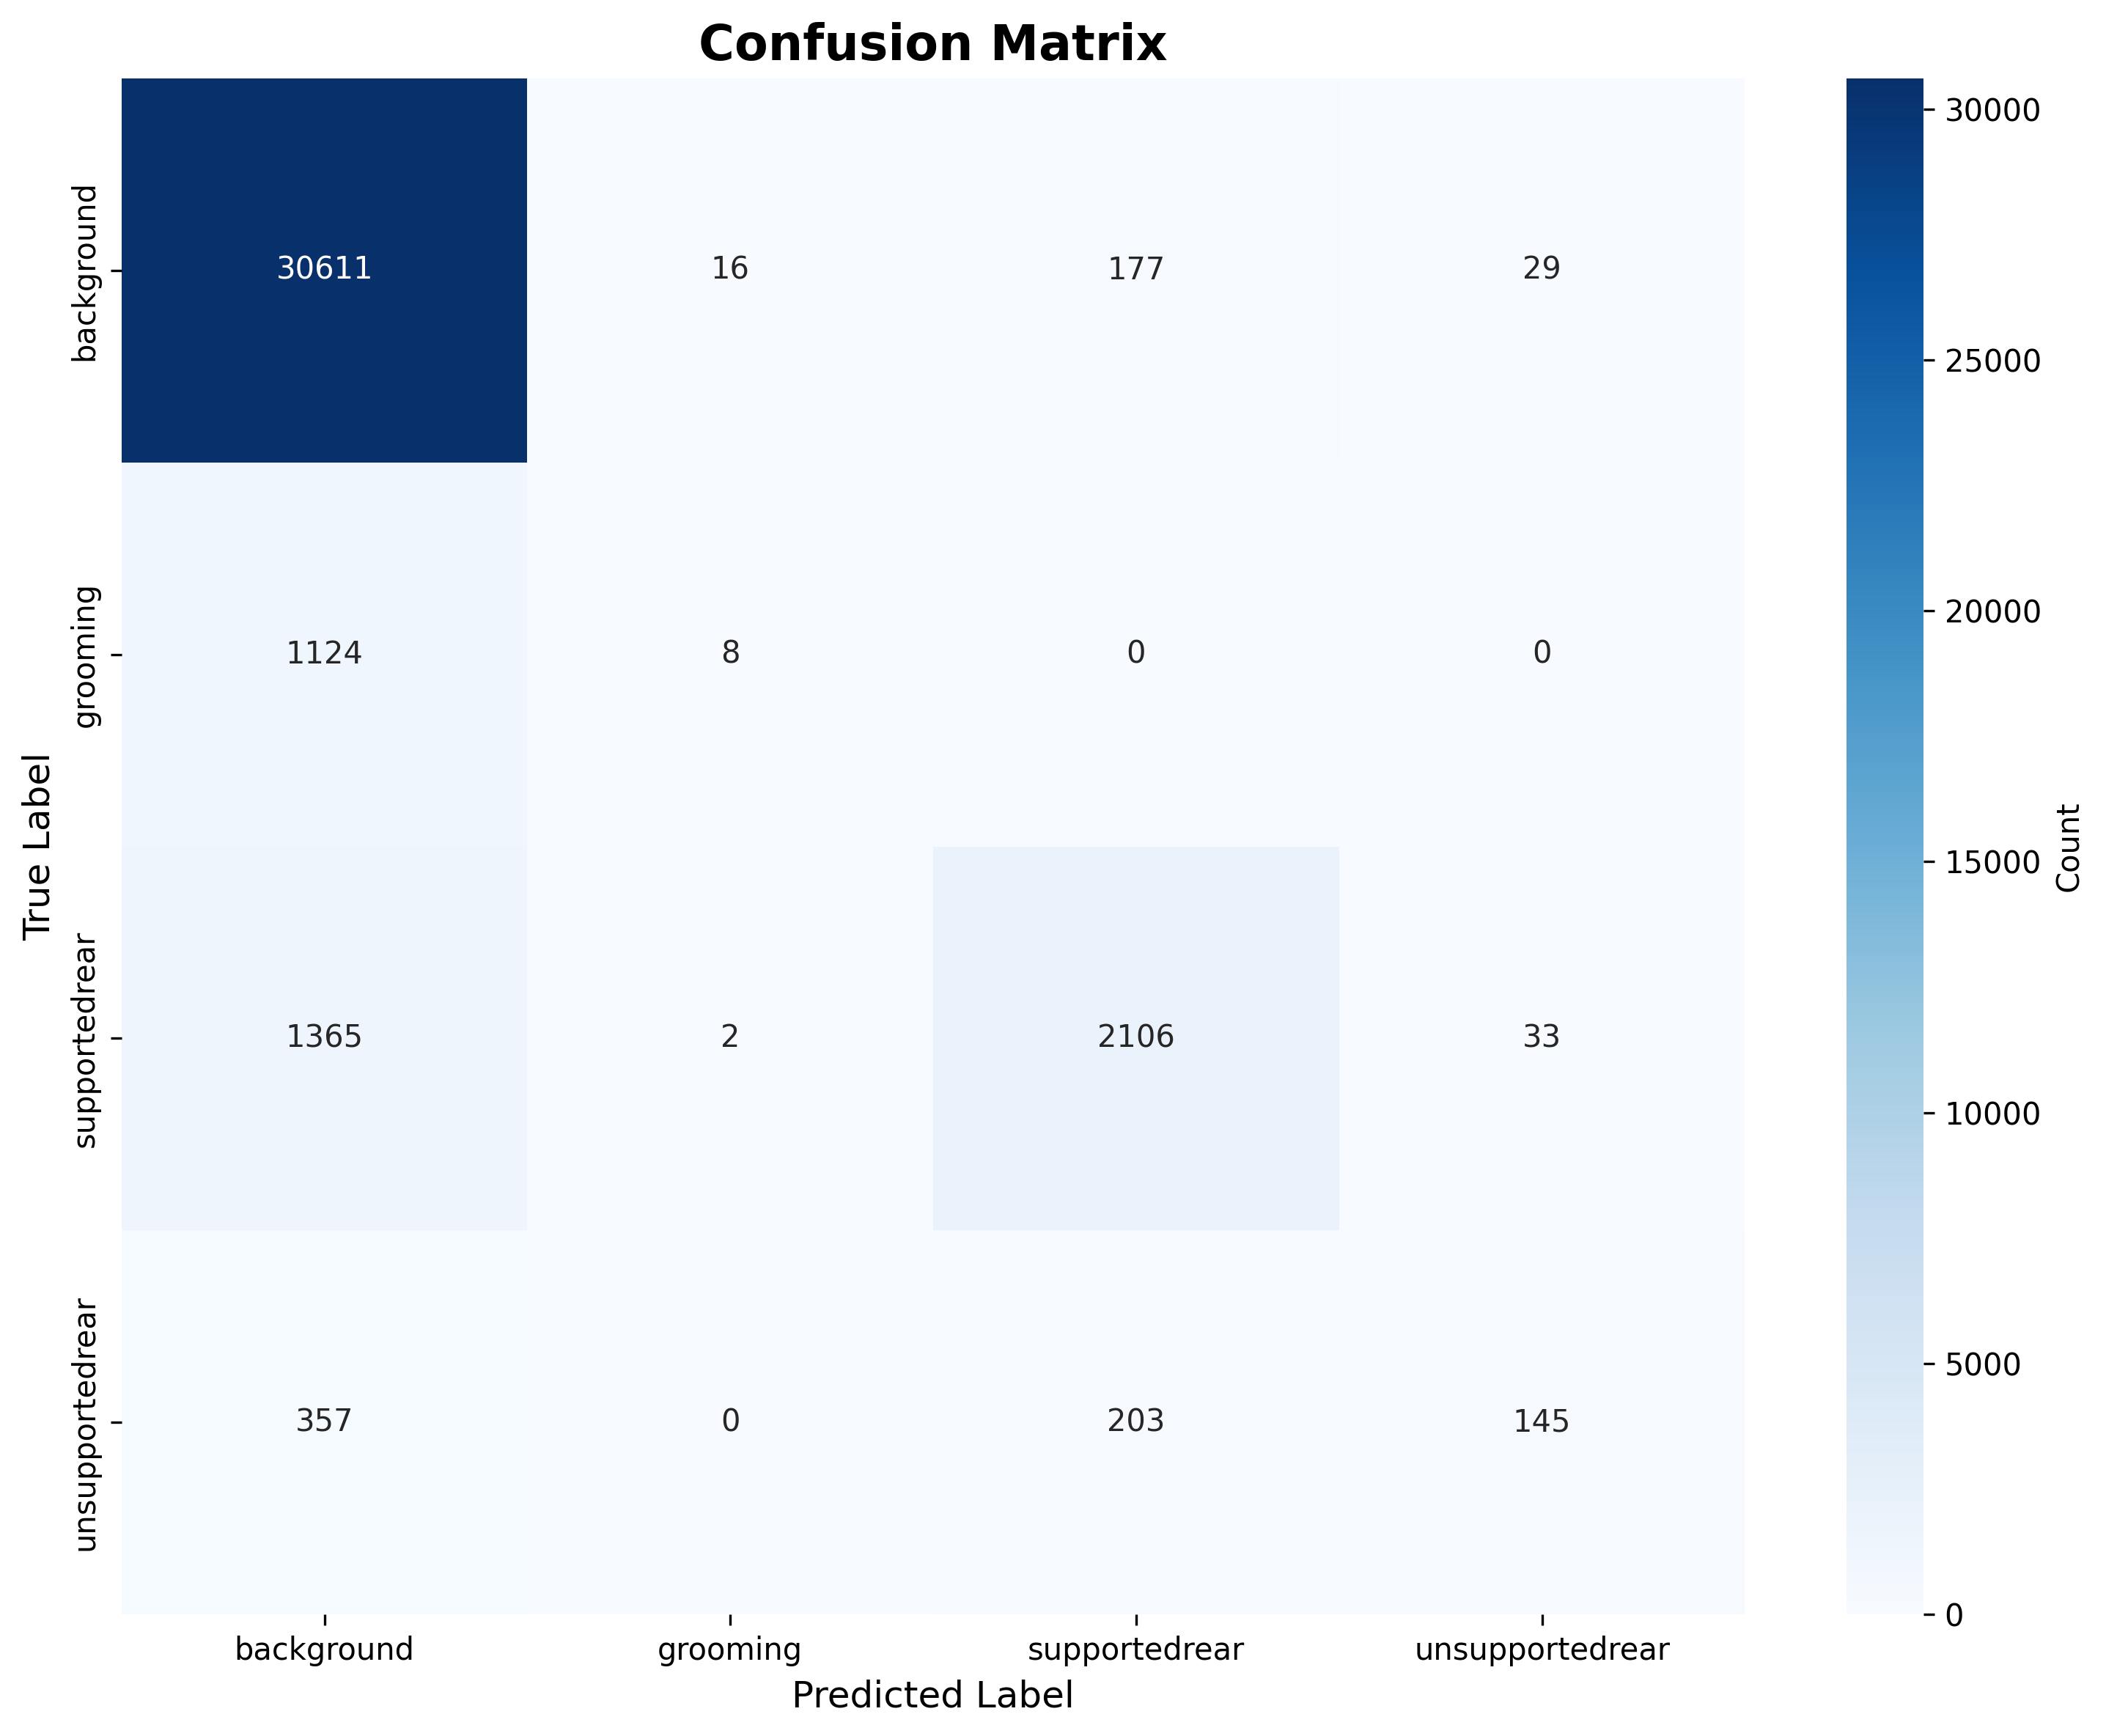 Confusion Matrix
True Label
background
grooming
supportedrear
unsupportedrear
30611 16 177 29
1124 8 0 0
1365 2 2106 33
357 0 203 145
background grooming supportedrear unsupportedrear
Predicted Label
30000
25000
20000
15000
10000
5000
0
Count